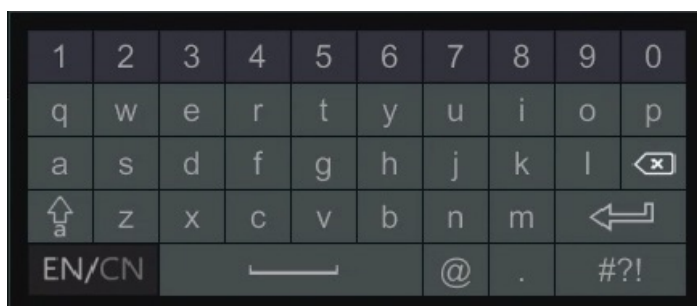 1 2 3 4 5 6 7 8 9 0
q w e r t y u i o p
a s d f g h j k l
a z x c v b n m
EN/CN @ . #?!